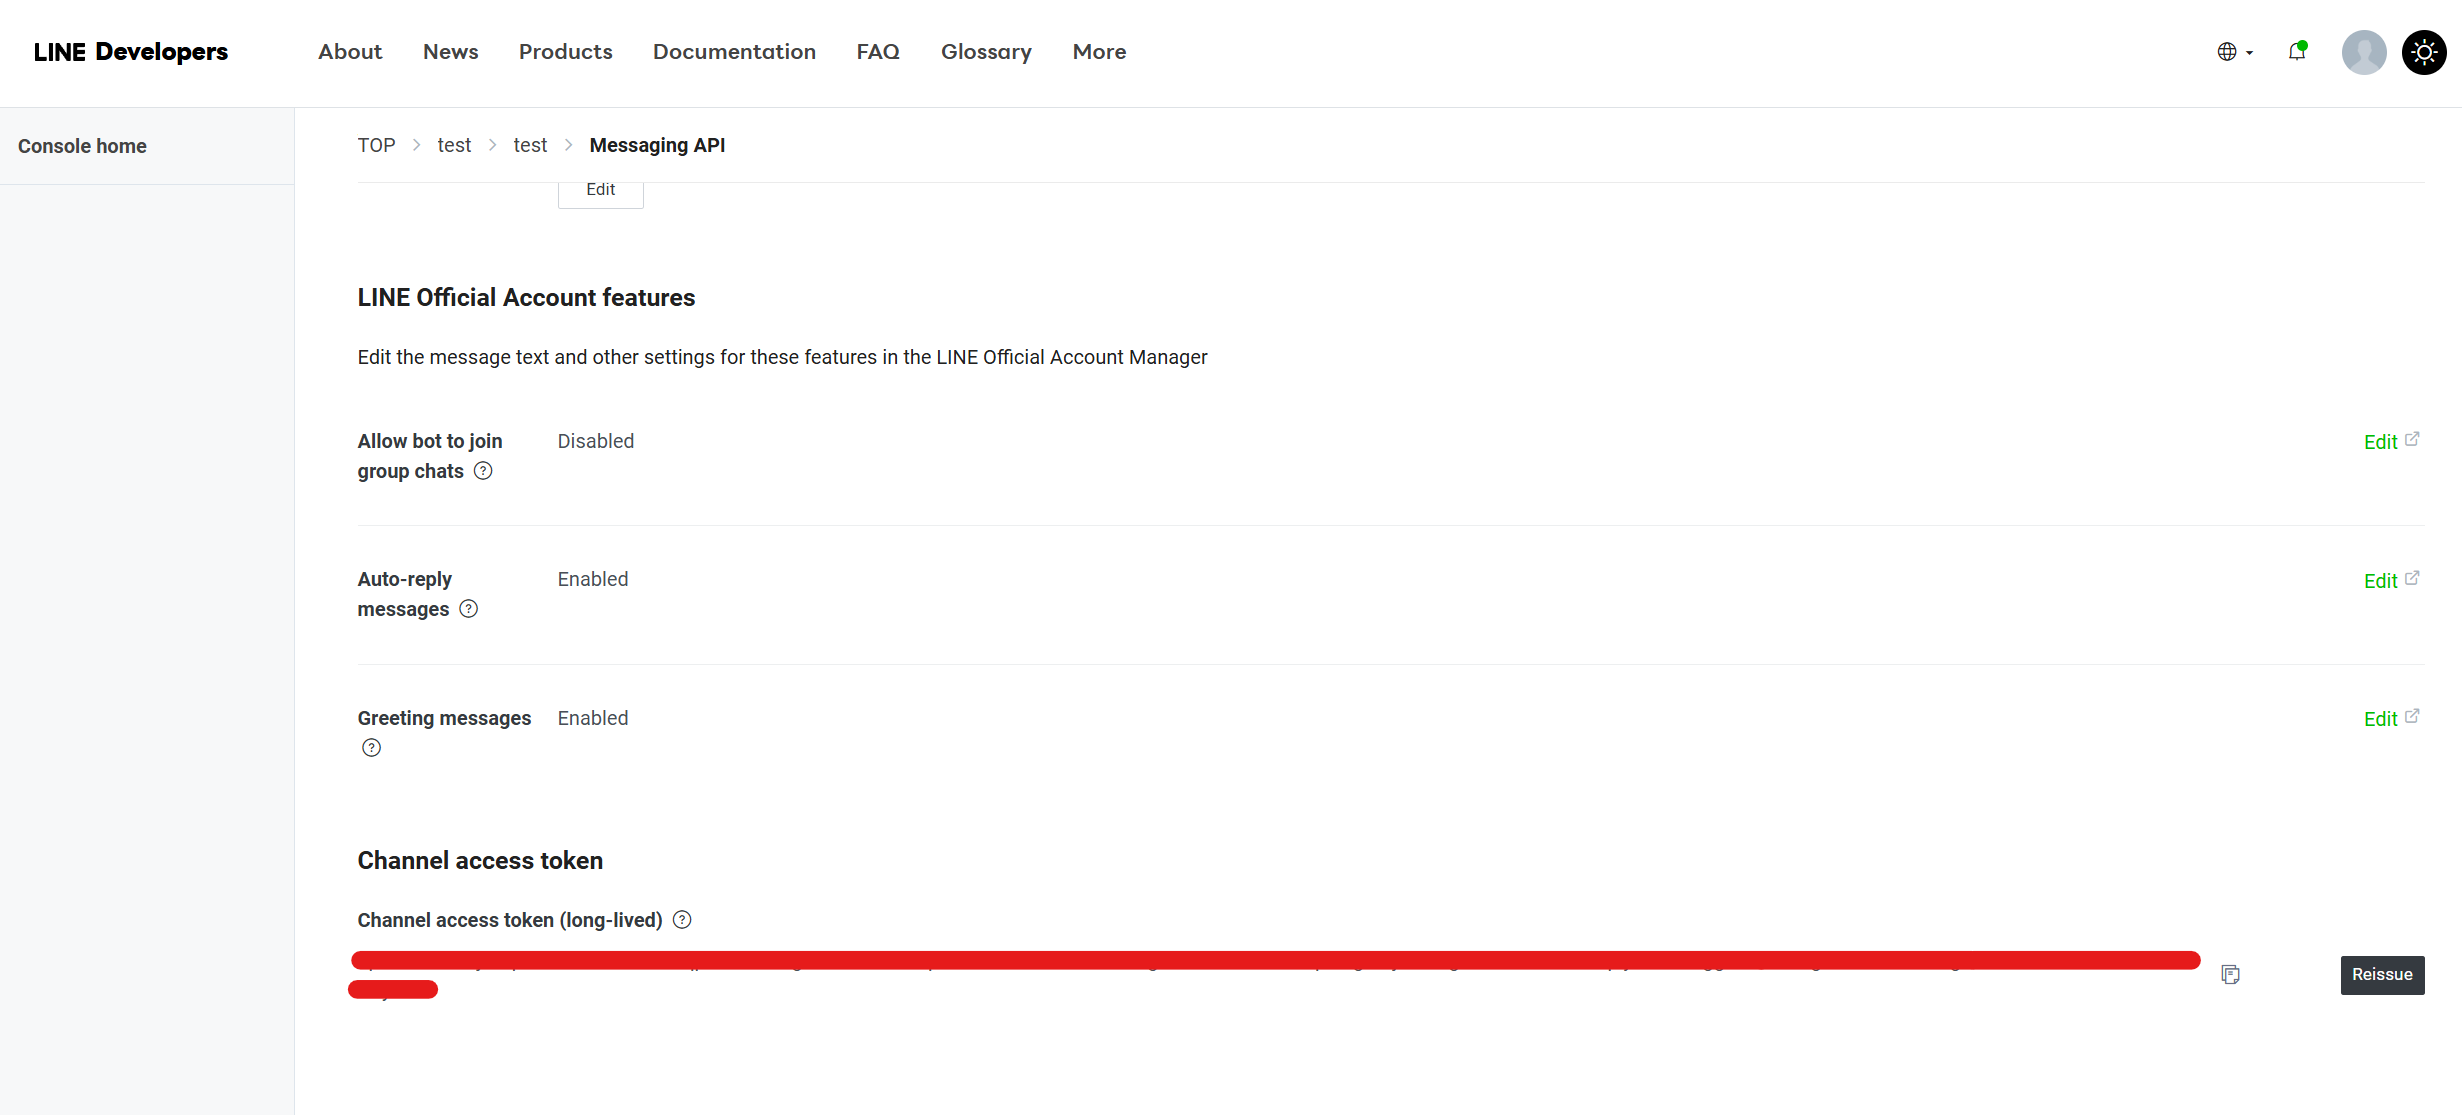 LINE Developers
About News Products Documentation FAQ Glossary More
Console home
TOP test test Messaging API
Edit
LINE Official Account features
Edit the message text and other settings for these features in the LINE Official Account Manager
Allow bot to join Disabled Edit
group chats
Auto-reply Enabled Edit
messages
Greeting messages Enabled Edit
Channel access token
Channel access token (long-lived)
Reissue